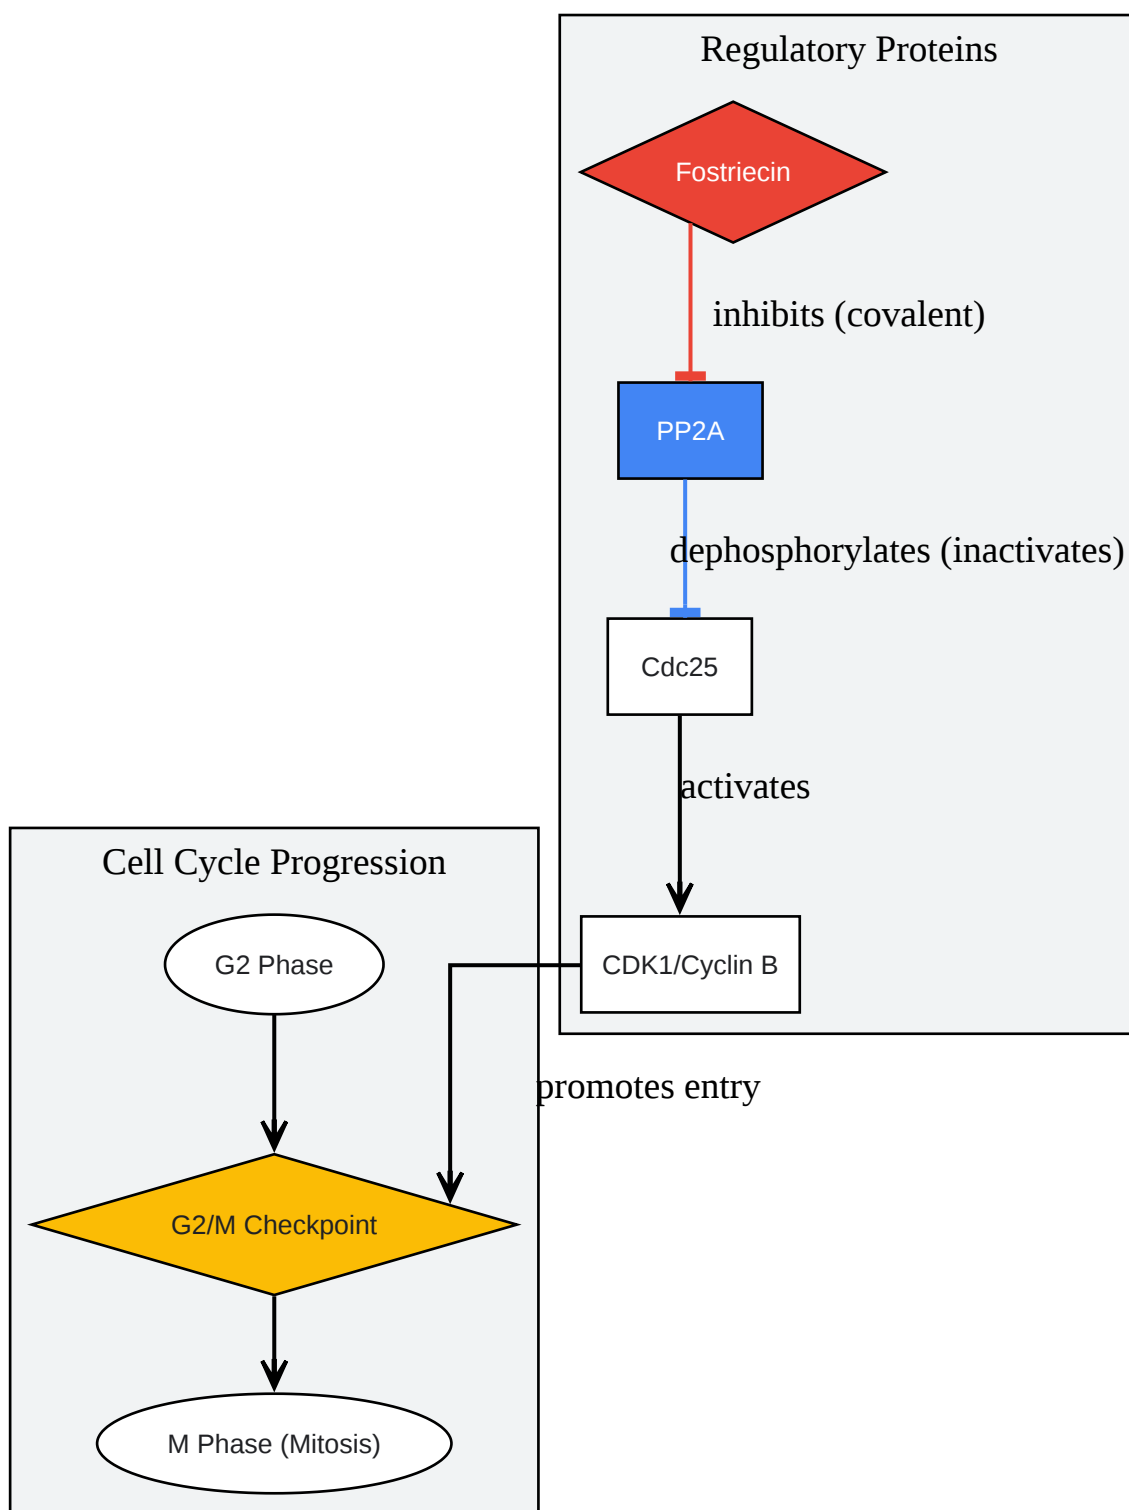 Regulatory Proteins
Fostriecin
inhibits (covalent)
PP2A
dephosphorylates (inactivates)
Cdc25
activates
Cell Cycle Progression
G2 Phase
CDK1/Cyclin B
promotes entry
G2/M Checkpoint
M Phase (Mitosis)